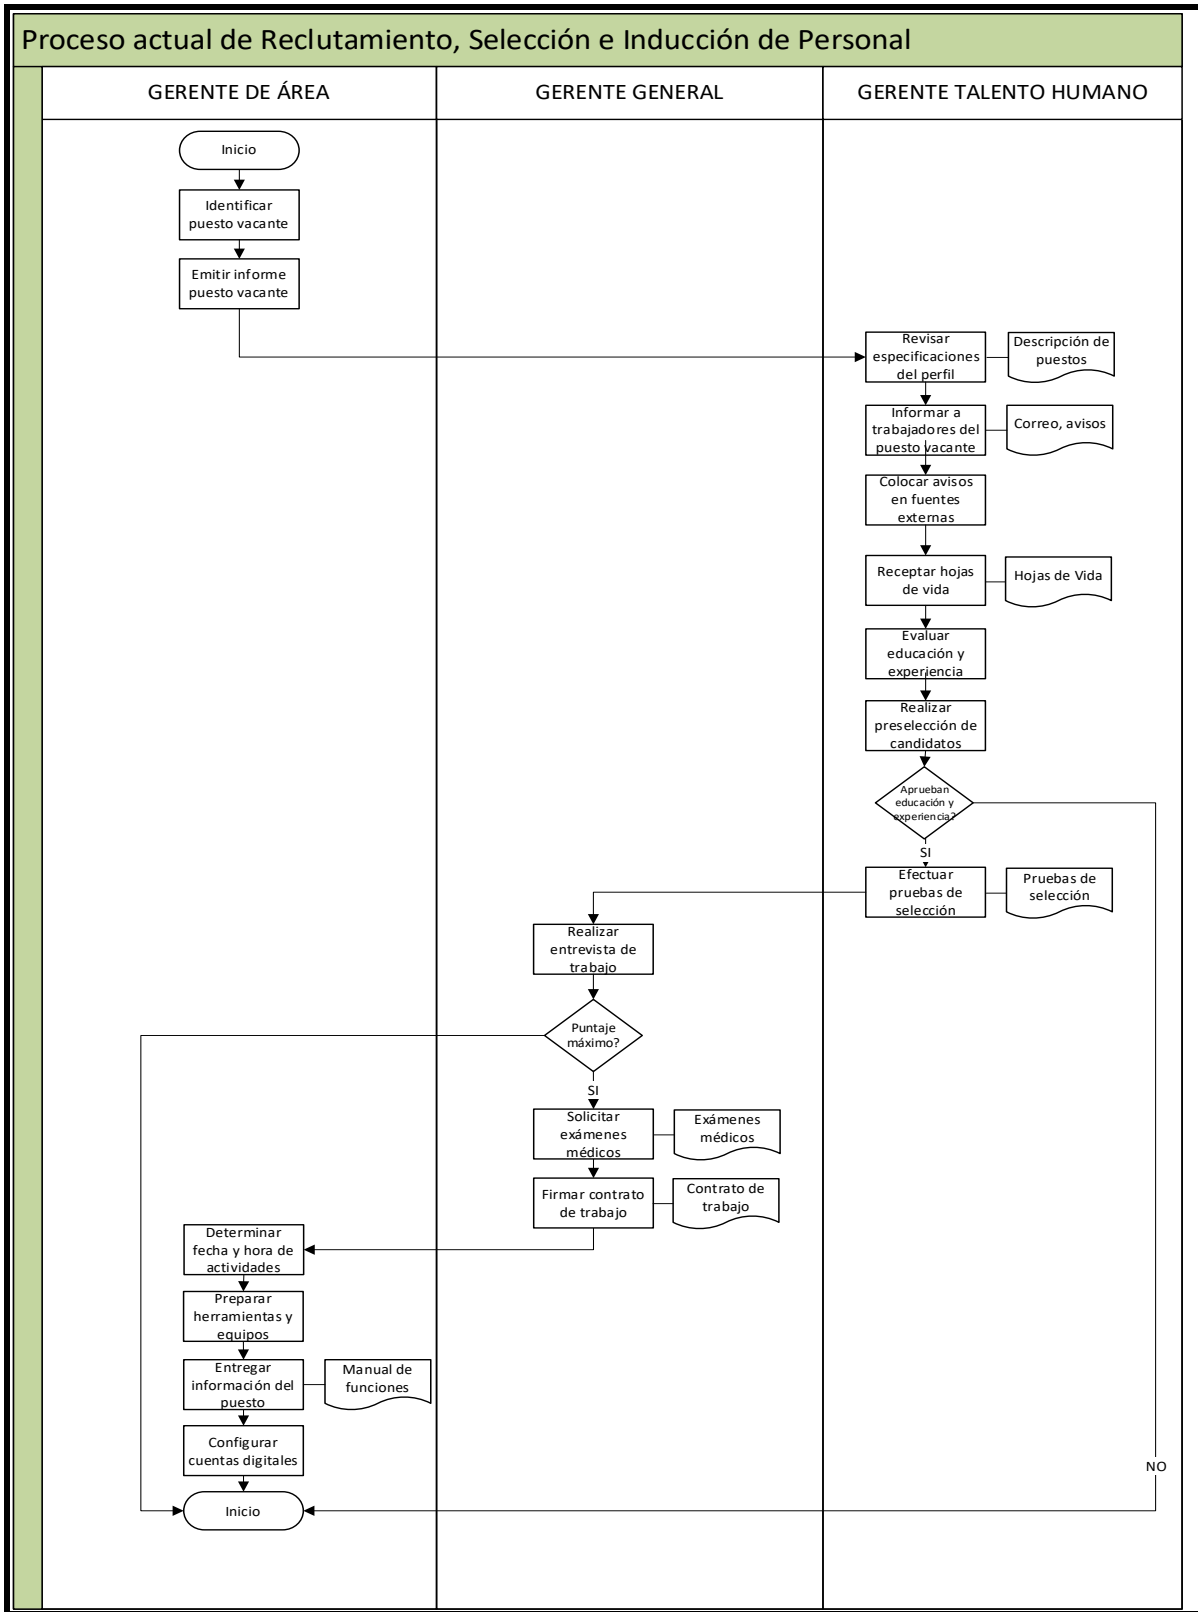 Proceso actual de Reclutamiento, Selección e Inducción de Personal
GERENTE DE ÁREA
GERENTE GENERAL
GERENTE TALENTO HUMANO
Inicio
Identificar
puesto vacante
Emitir informe
puesto vacante
Revisar
especificaciones
del perfil
Descripción de
puestos
Informar a
trabajadores del
puesto vacante
Correo, avisos
Colocar avisos
en fuentes
externas
Receptar hojas
de vida
Hojas de Vida
Evaluar
educación y
experiencia
Realizar
preselección de
candidatos
Aprueban
educación y
experiencia?
SI
Efectuar
pruebas de
selección
Pruebas de
selección
Realizar
entrevista de
trabajo
Puntaje
máximo?
SI
Solicitar
exámenes
médicos
Exámenes
médicos
Firmar contrato
de trabajo
Contrato de
trabajo
Determinar
fecha y hora de
actividades
Preparar
herramientas y
equipos
Entregar
información del
puesto
Manual de
funciones
Configurar
cuentas digitales
NO
Inicio